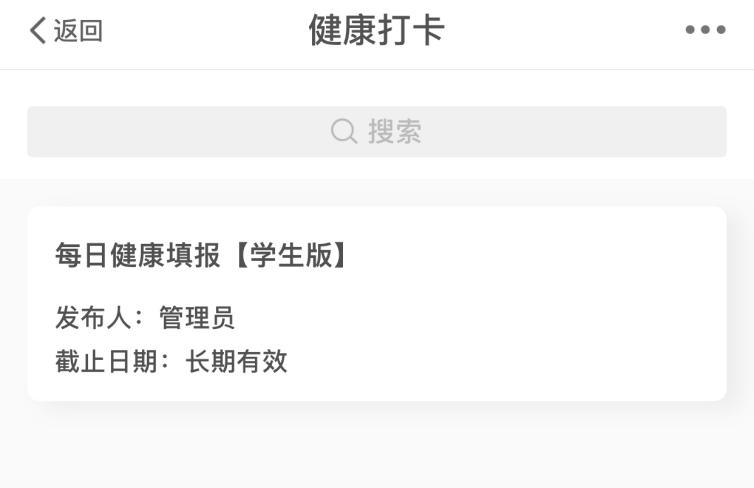 返回 健康打卡
搜索
每日健康填报【学生版】
发布人：管理员
截止日期：长期有效